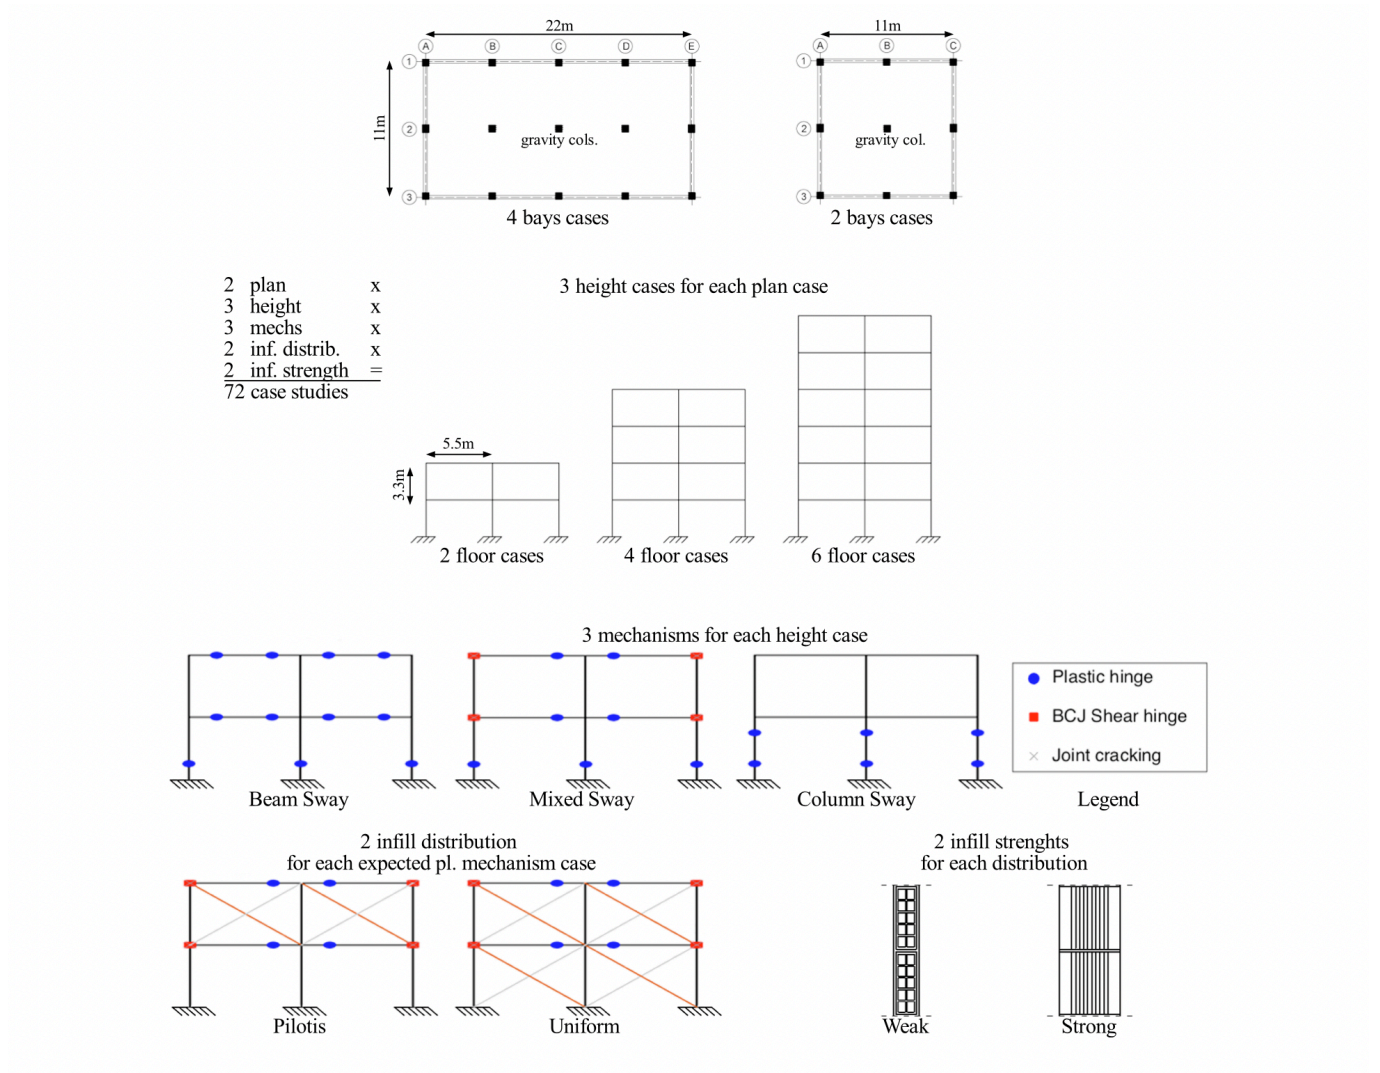 22m
11m
A B C D E
A B C
1
1
11m
2
2
gravity cols.
gravity col.
3
3
4 bays cases
2 bays cases
2 plan x
3 height x
3 mechs x
2 inf. distrib. x
2 inf. strength =
72 case studies
3 height cases for each plan case
5.5m
3.3m
2 floor cases
4 floor cases
6 floor cases
3 mechanisms for each height case
Plastic hinge
BCJ Shear hinge
Joint cracking
Beam Sway
Mixed Sway
Column Sway
Legend
2 infill distribution
for each expected pl. mechanism case
2 infill strenghts
for each distribution
Pilotis
Uniform
Weak
Strong